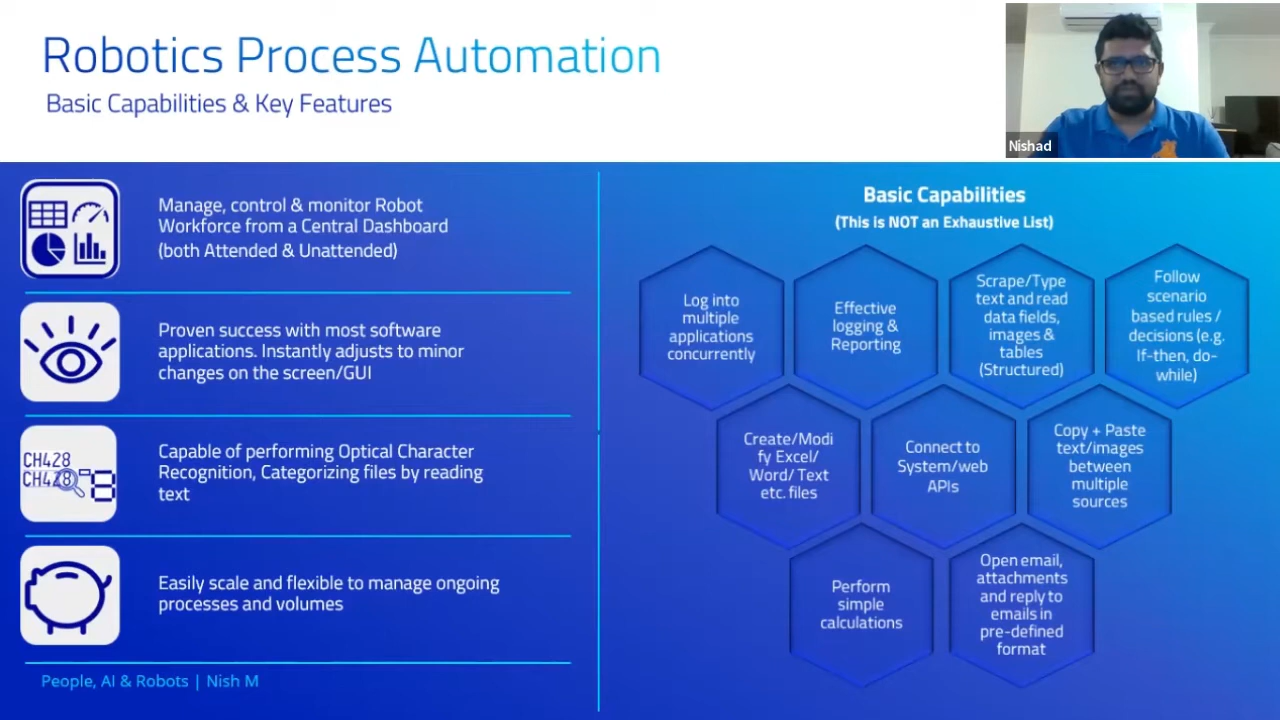 Robotics Process Automation
Basic Capabilities & Key Features
Nishad
Manage, control & monitor Robot
Workforce from a Central Dashboard
(both Attended & Unattended)
Proven success with most software
applications. Instantly adjusts to minor
changes on the screen/GUI
CH428
CH428
Capable of performing Optical Character
Recognition, Categorizing files by reading
text
Easily scale and flexible to manage ongoing
processes and volumes
People, AI & Robots | Nish M
Basic Capabilities
(This is NOT an Exhaustive List)
Log into
multiple
applications
concurrently
Effective
logging &
Reporting
Scrape/Type
text and read
data fields,
images &
tables
(Structured)
Follow
scenario
based rules /
decisions (e.g.
If-then, do-
while)
Create/Modi
fy Excel/
Word/ Text
etc. files
Connect to
System/web
APIs
Copy + Paste
text/images
between
multiple
sources
Perform
simple
calculations
Open email,
attachments
and reply to
emails in
pre-defined
format